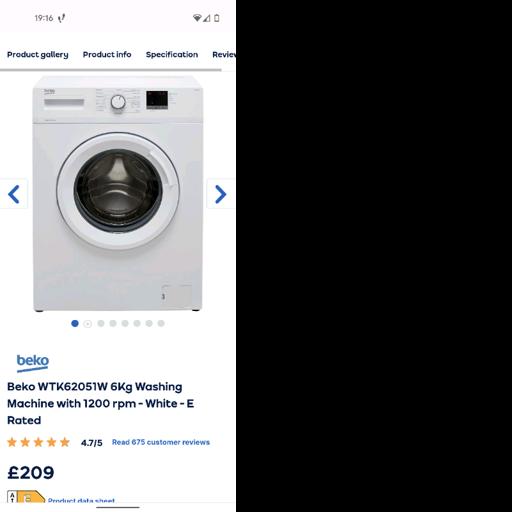 19:16
Product gallery Product info Specification Review
beko
beko
Beko WTK62051W 6Kg Washing
Machine with 1200 rpm - White - E
Rated
4.7/5 Read 675 customer reviews
£209
A E Product data sheet